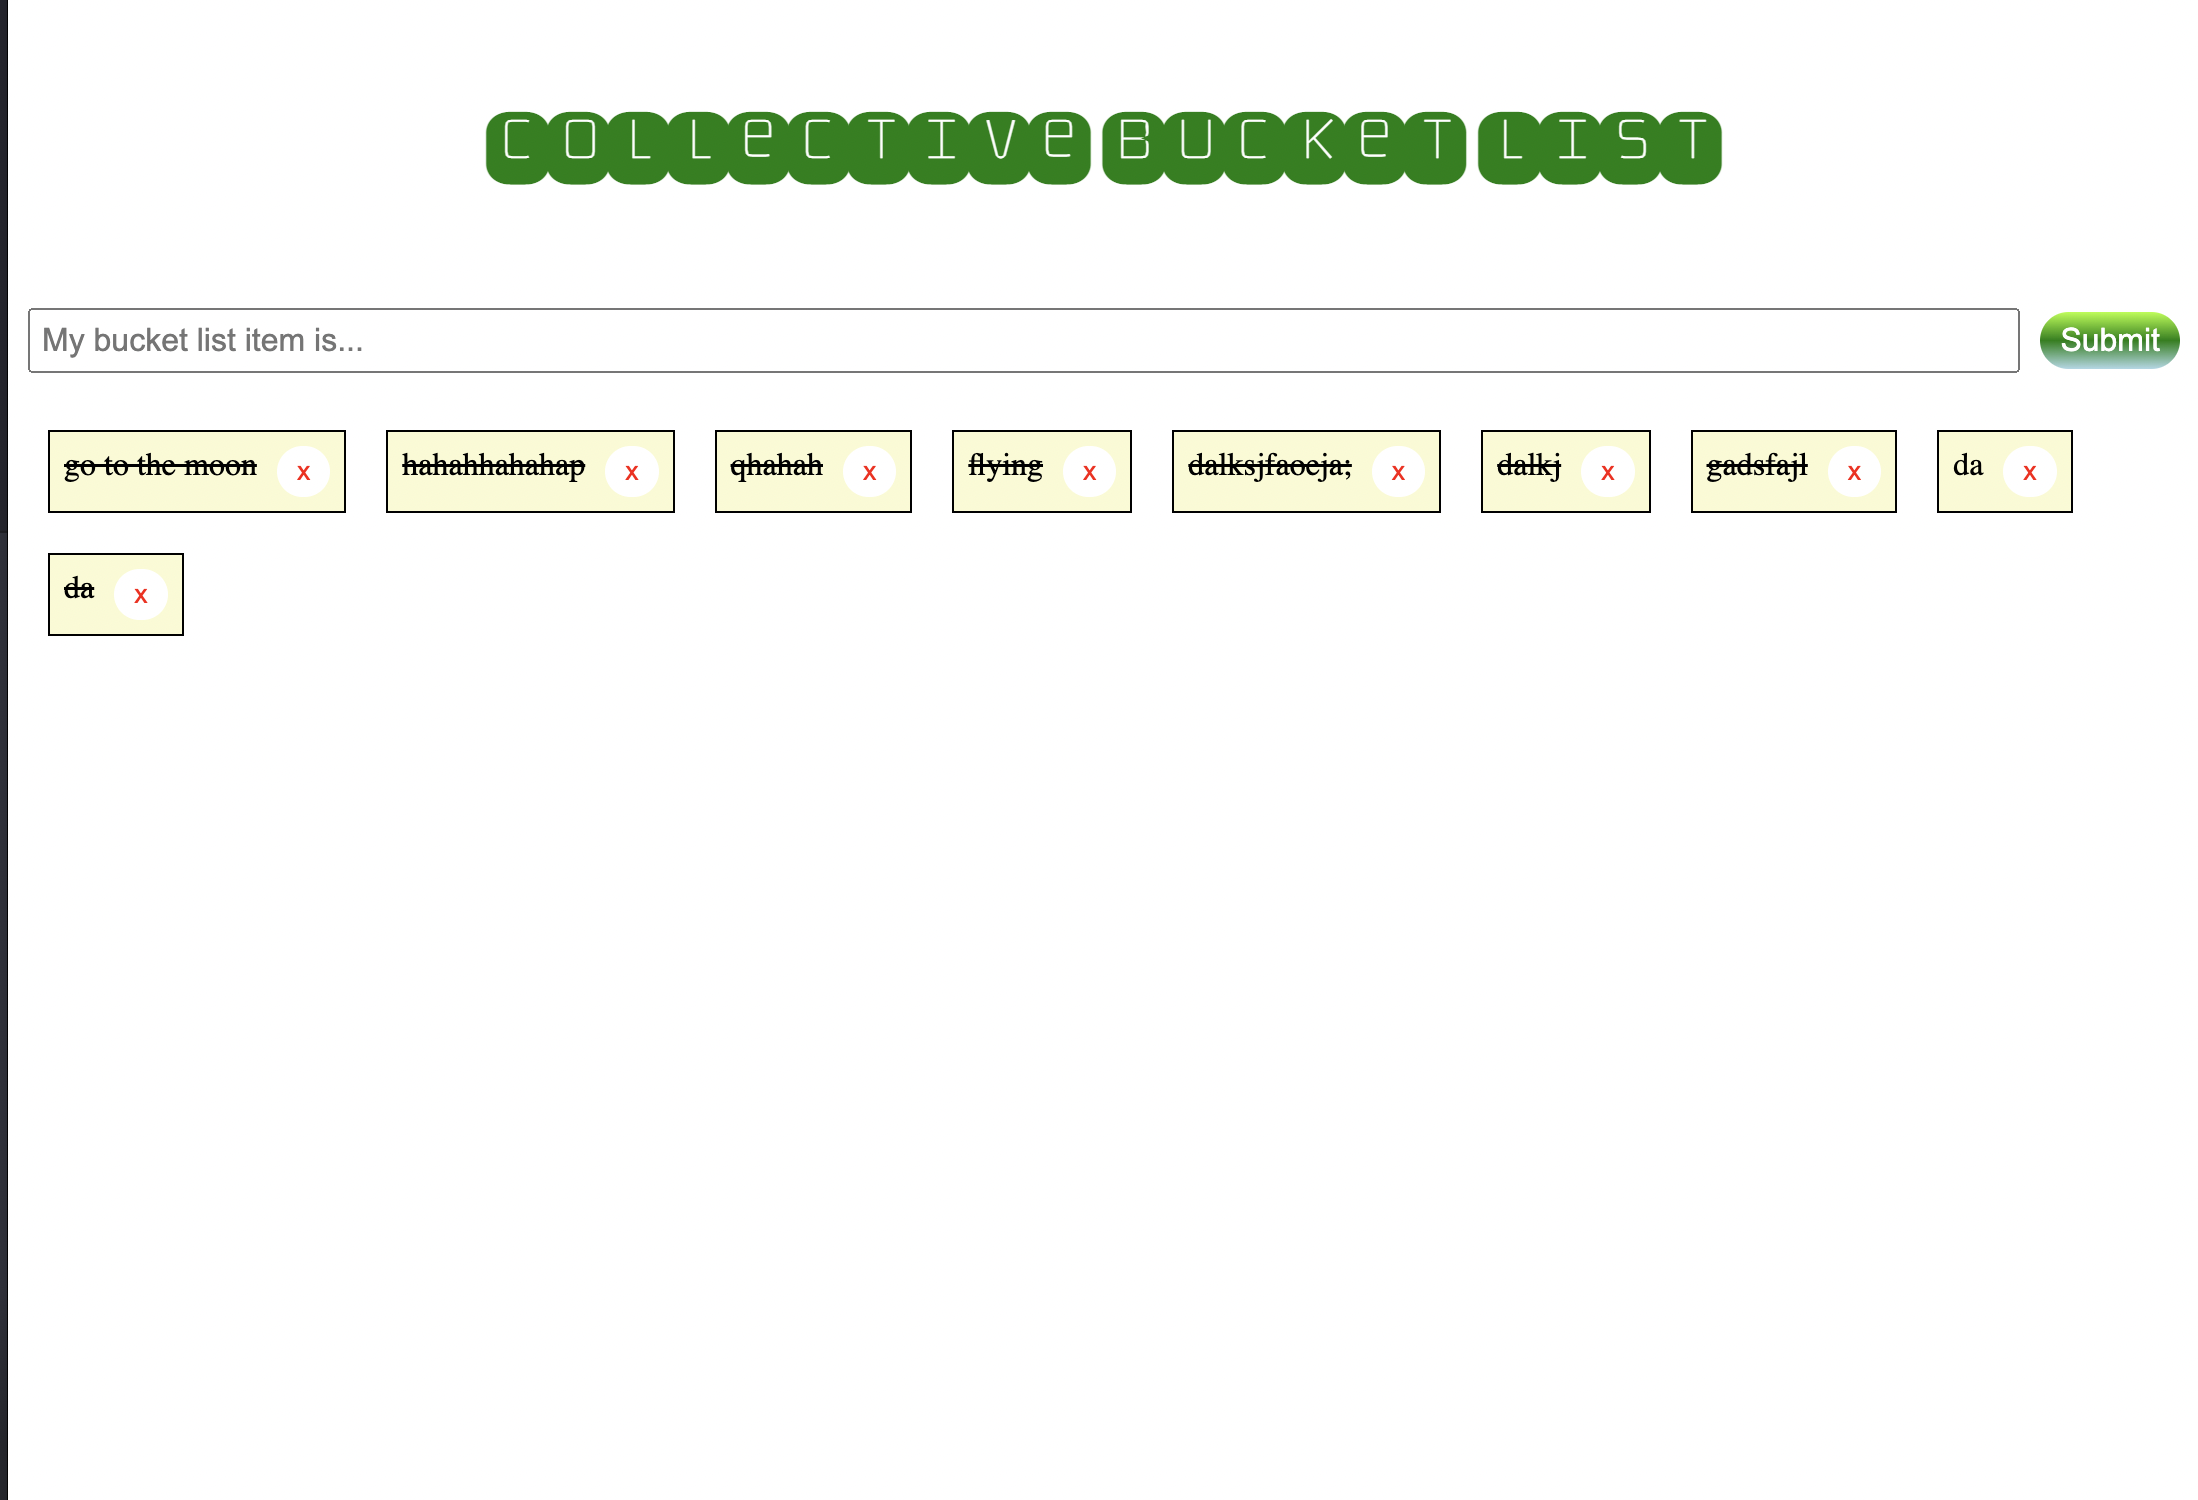 COLLeCTIVe BUCKeT LIST
My bucket list item is... Submit
go to the moon x hahahhahahap x qhahah x flying x dalksjfaoeja; x dalkj x gadsfajl x da x
da x